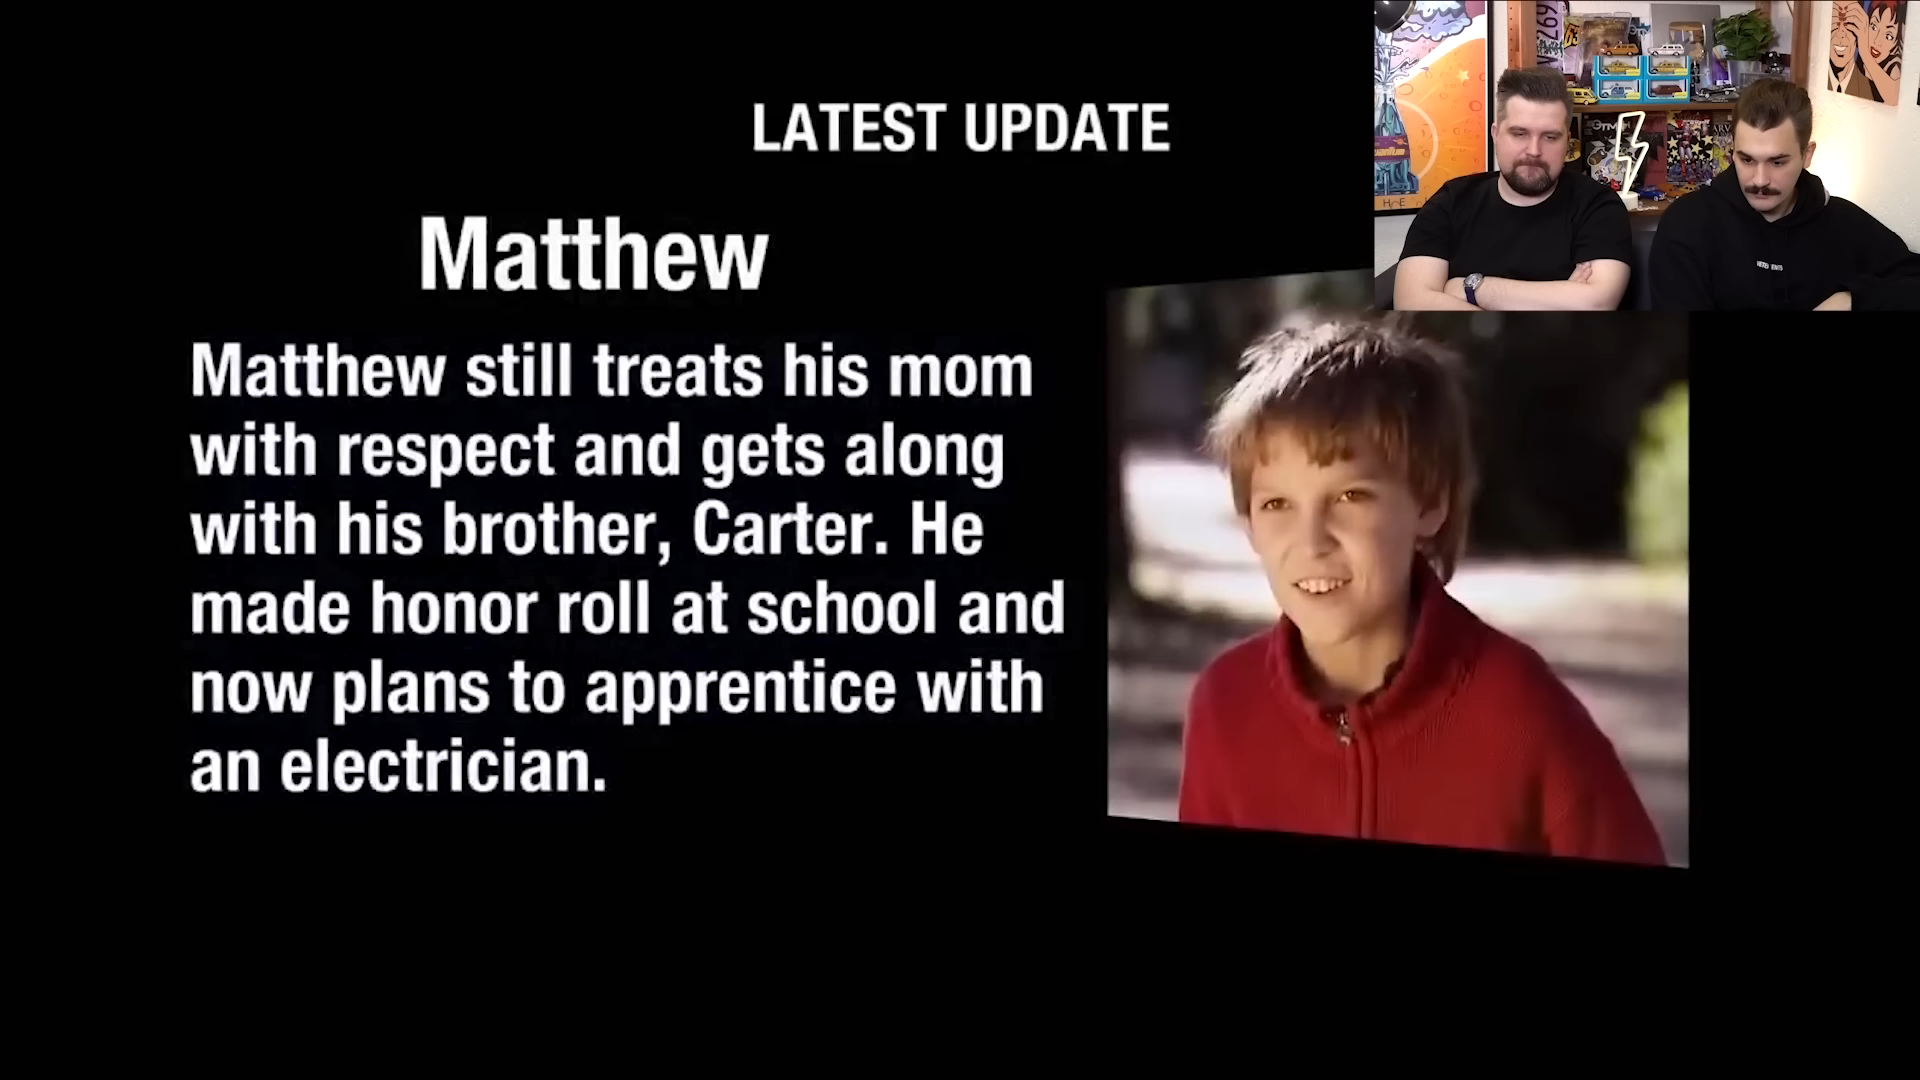 LATEST UPDATE
Matthew
Matthew still treats his mom
with respect and gets along
with his brother, Carter. He
made honor roll at school and
now plans to apprentice with
an electrician.